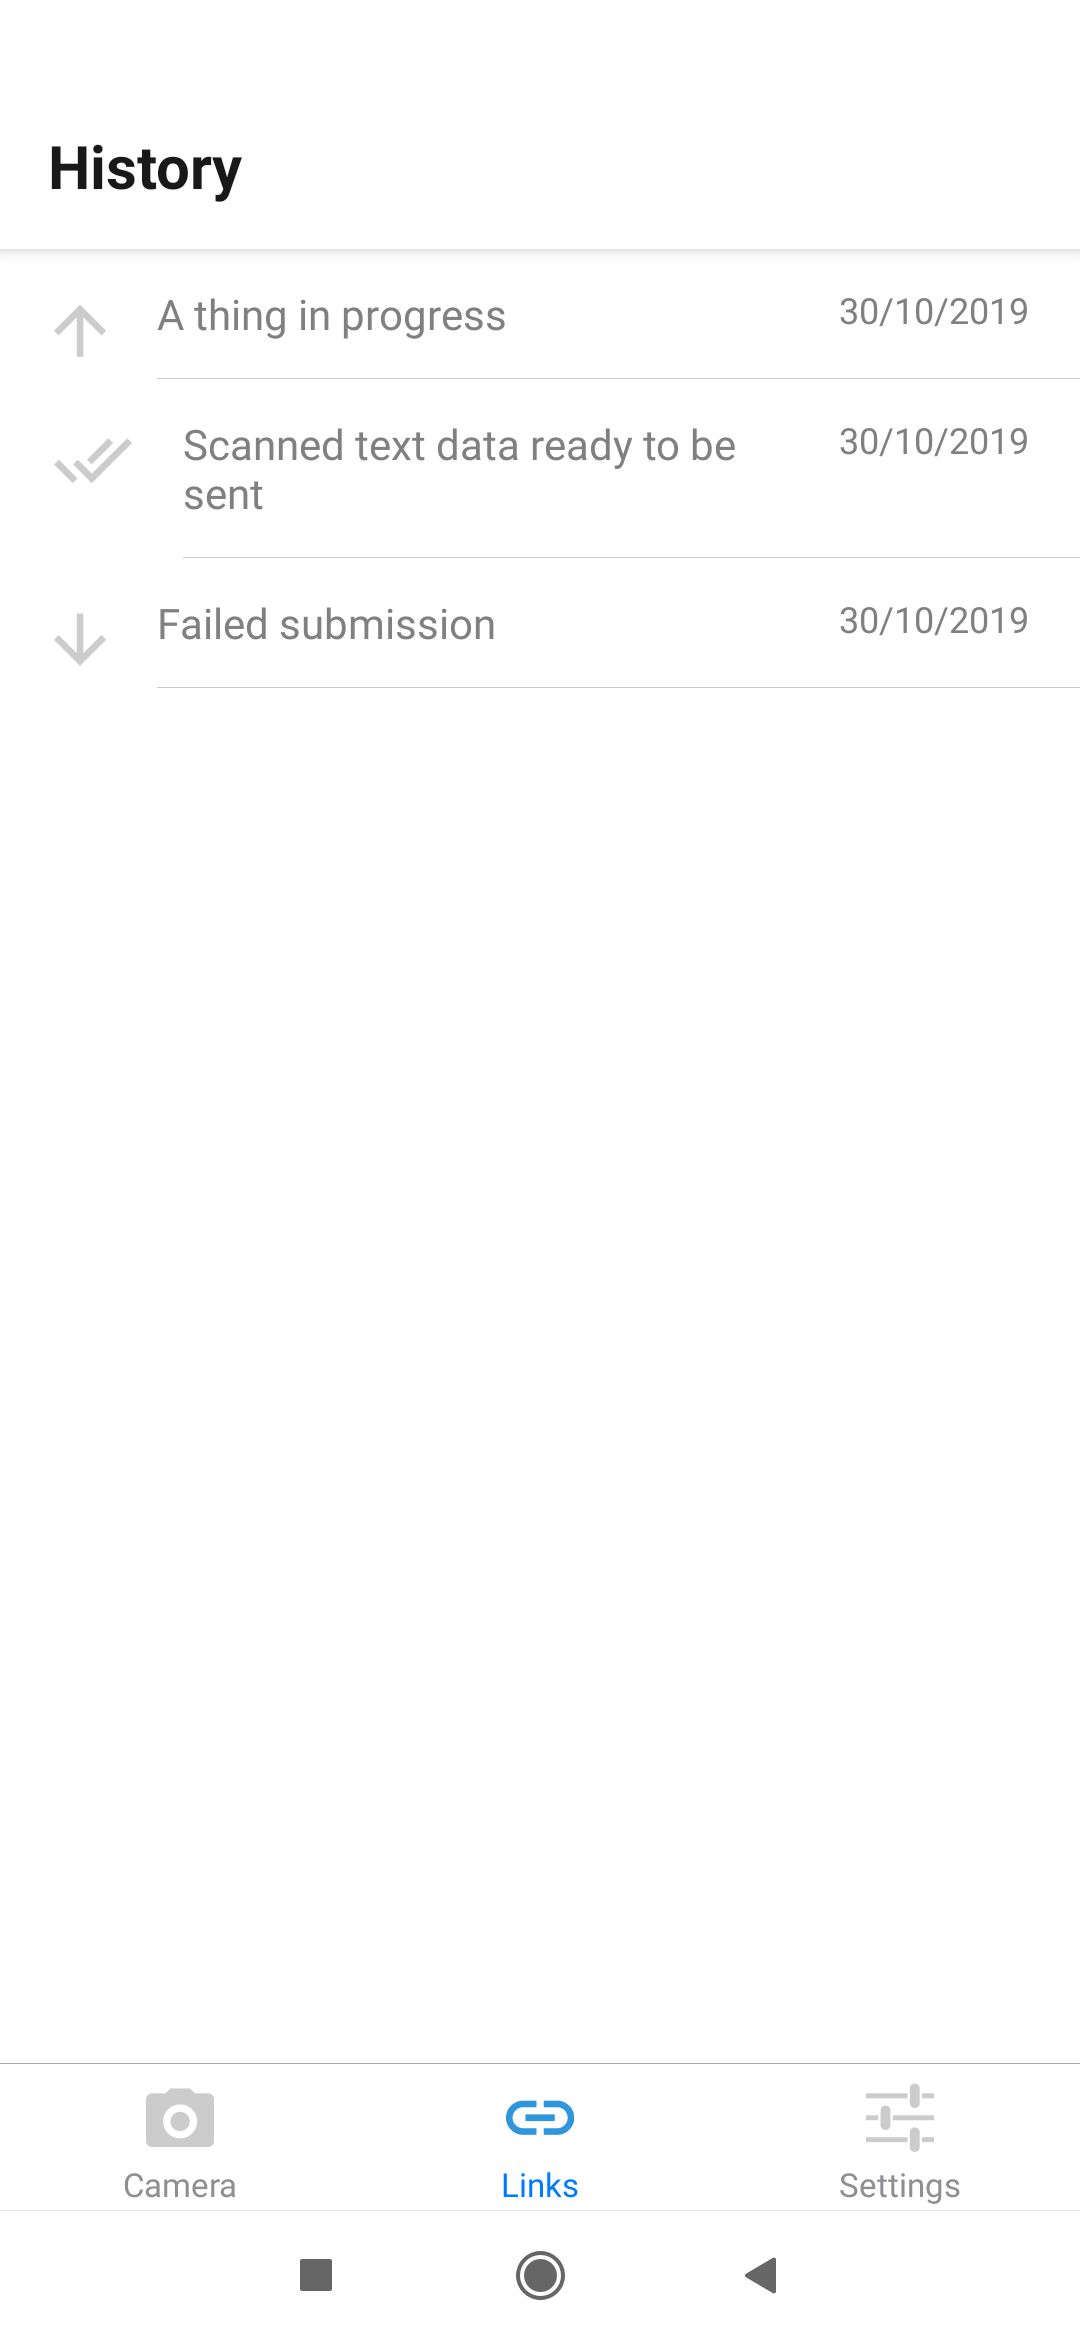 History
A thing in progress 30/10/2019
Scanned text data ready to be 30/10/2019
sent
Failed submission 30/10/2019
Camera Links Settings